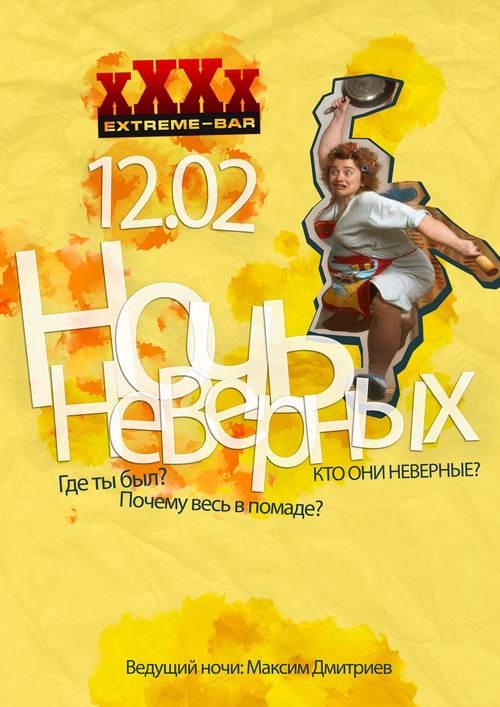 xXXx
EXTREME-BAR
12.02
Ночь
Неверных
Где ты был?
КТО ОНИ НЕВЕРНЫЕ?
Почему весь в помаде?
Ведущий ночи: Максим Дмитриев